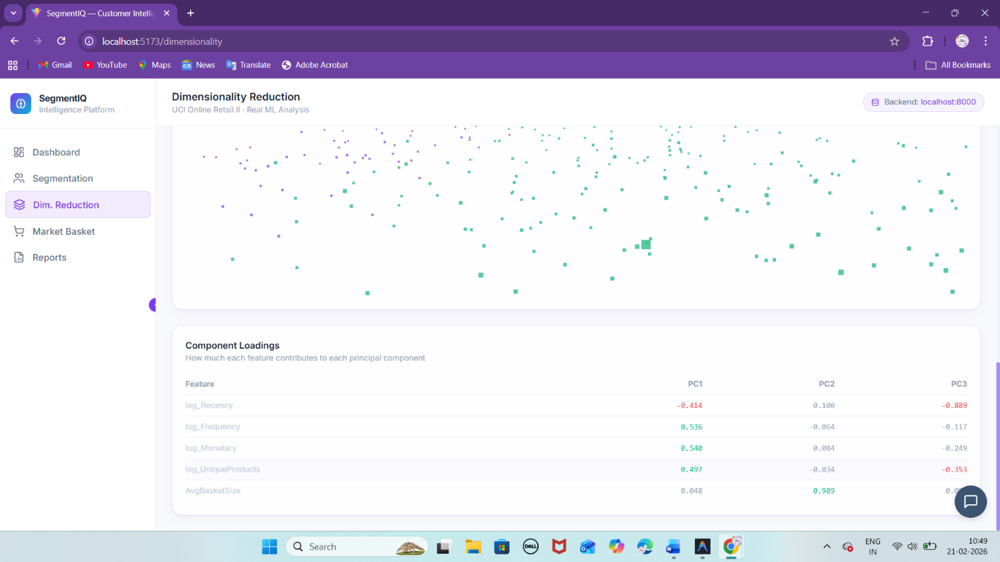 SegmentIQ — Customer Intellig
localhost:5173/dimensionality
Gmail
YouTube
Maps
News
Translate
Adobe Acrobat
All Bookmarks
SegmentIQ
Intelligence Platform
Dimensionality Reduction
UCI Online Retail II · Real ML Analysis
Backend: localhost:8000
Dashboard
Segmentation
Dim. Reduction
Market Basket
Reports
Component Loadings
How much each feature contributes to each principal component
Feature PC1 PC2 PC3
log_Recency -0.414 0.100 -0.889
log_Frequency 0.536 -0.064 -0.117
log_Monetary 0.540 0.084 -0.249
log_UniqueProducts 0.497 -0.034 -0.353
AvgBasketSize 0.048 0.989
Search
DELL
ENG
IN
10:49
21-02-2026